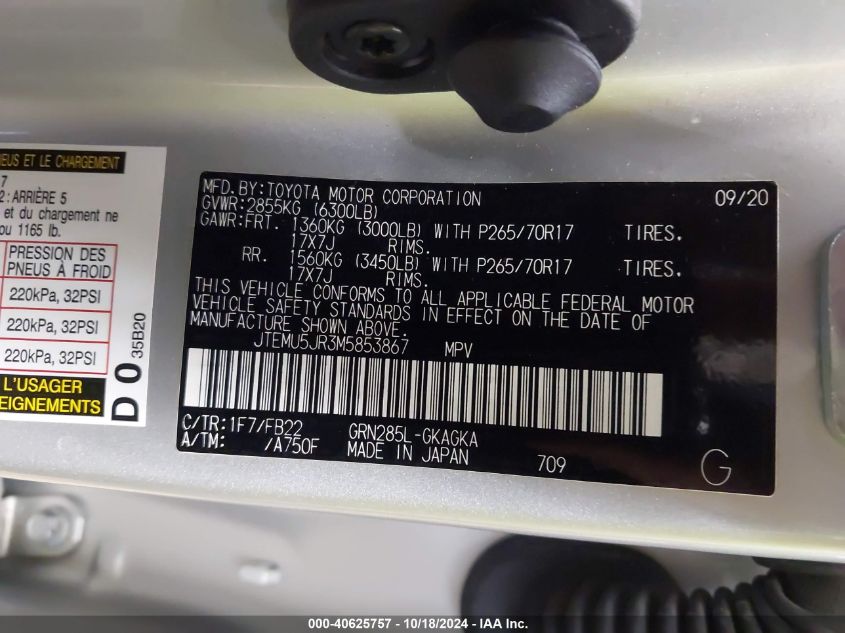 NEUS ET LE CHARGEMENT
7
2: ARRIÈRE 5
et du chargement ne
ou 1165 lb.
PRESSION DES
PNEUS À FROID
220kPa, 32PSI
220kPa, 32PSI
220kPa, 32PSI
L'USAGER
EIGNEMENTS
D 0
35B20
MFD. BY: TOYOTA MOTOR CORPORATION 09/20
GVWR: 2855KG (6300LB)
GAWR: FRT. 1360KG (3000LB) WITH P265/70R17 TIRES.
17X7J RIMS.
RR. 1560KG (3450LB) WITH P265/70R17 TIRES.
17X7J RIMS.
THIS VEHICLE CONFORMS TO ALL APPLICABLE FEDERAL MOTOR
VEHICLE SAFETY STANDARDS IN EFFECT ON THE DATE OF
MANUFACTURE SHOWN ABOVE.
JTEMU5JR3M5853867 MPV
C/TR: 1F7/FB22 GRN285L-GKAGKA
A/TM: /A750F MADE IN JAPAN 709 G
000-40625757 - 10/18/2024 - IAA Inc.